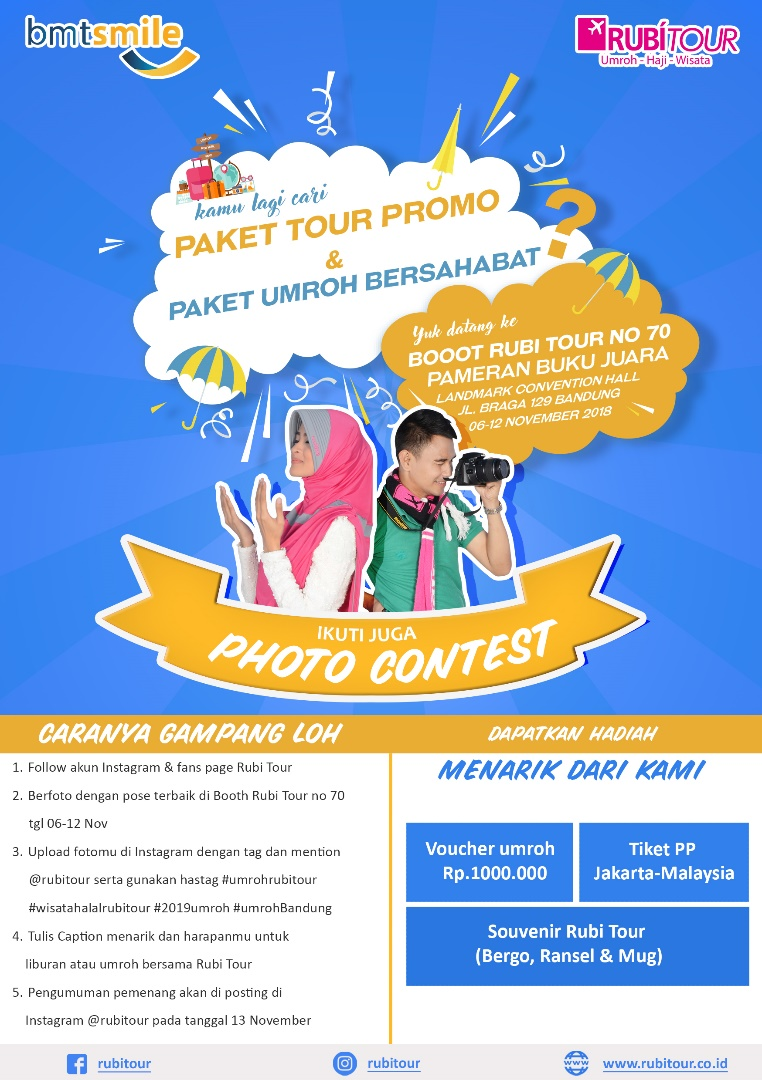 bmtsmile
RUBÍTOUR
Umroh - Haji - Wisata
kamu lagi cari
PAKET TOUR PROMO
&
PAKET UMROH BERSAHABAT
?
Yuk datang ke
BOOOT RUBI TOUR NO 70
PAMERAN BUKU JUARA
LANDMARK CONVENTION HALL
JL. BRAGA 129 BANDUNG
06-12 NOVEMBER 2018
IKUTI JUGA
PHOTO CONTEST
CARANYA GAMPANG LOH
1. Follow akun Instagram & fans page Rubi Tour
2. Berfoto dengan pose terbaik di Booth Rubi Tour no 70
tgl 06-12 Nov
3. Upload fotomu di Instagram dengan tag dan mention
@rubitour serta gunakan hastag #umrohrubitour
#wisatahalalrubitour #2019umroh #umrohBandung
4. Tulis Caption menarik dan harapanmu untuk
liburan atau umroh bersama Rubi Tour
5. Pengumuman pemenang akan di posting di
Instagram @rubitour pada tanggal 13 November
DAPATKAN HADIAH
MENARIK DARI KAMI
Voucher umroh
Rp.1000.000
Tiket PP
Jakarta-Malaysia
Souvenir Rubi Tour
(Bergo, Ransel & Mug)
rubitour
rubitour
www.rubitour.co.id